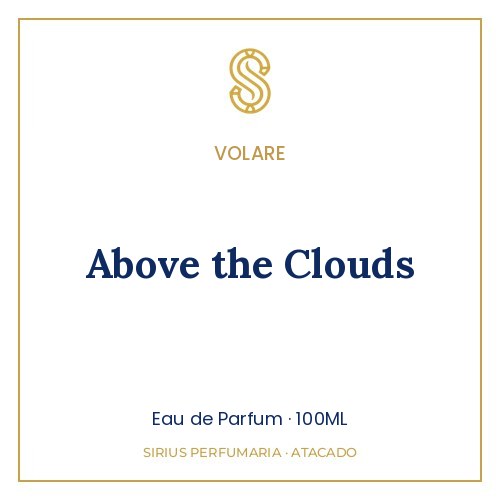 S
VOLARE
Above the Clouds
Eau de Parfum · 100ML
SIRIUS PERFUMARIA · ATACADO